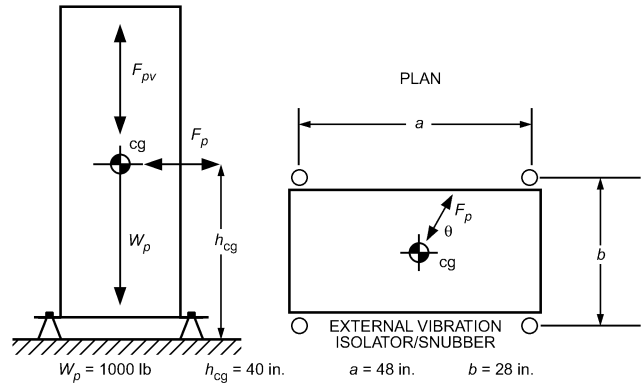 F_pv
F_p
cg
W_p
h_cg
PLAN
a
F_p
θ
cg
b
EXTERNAL VIBRATION
ISOLATOR/SNUBBER
W_p = 1000 lb h_cg = 40 in. a = 48 in. b = 28 in.